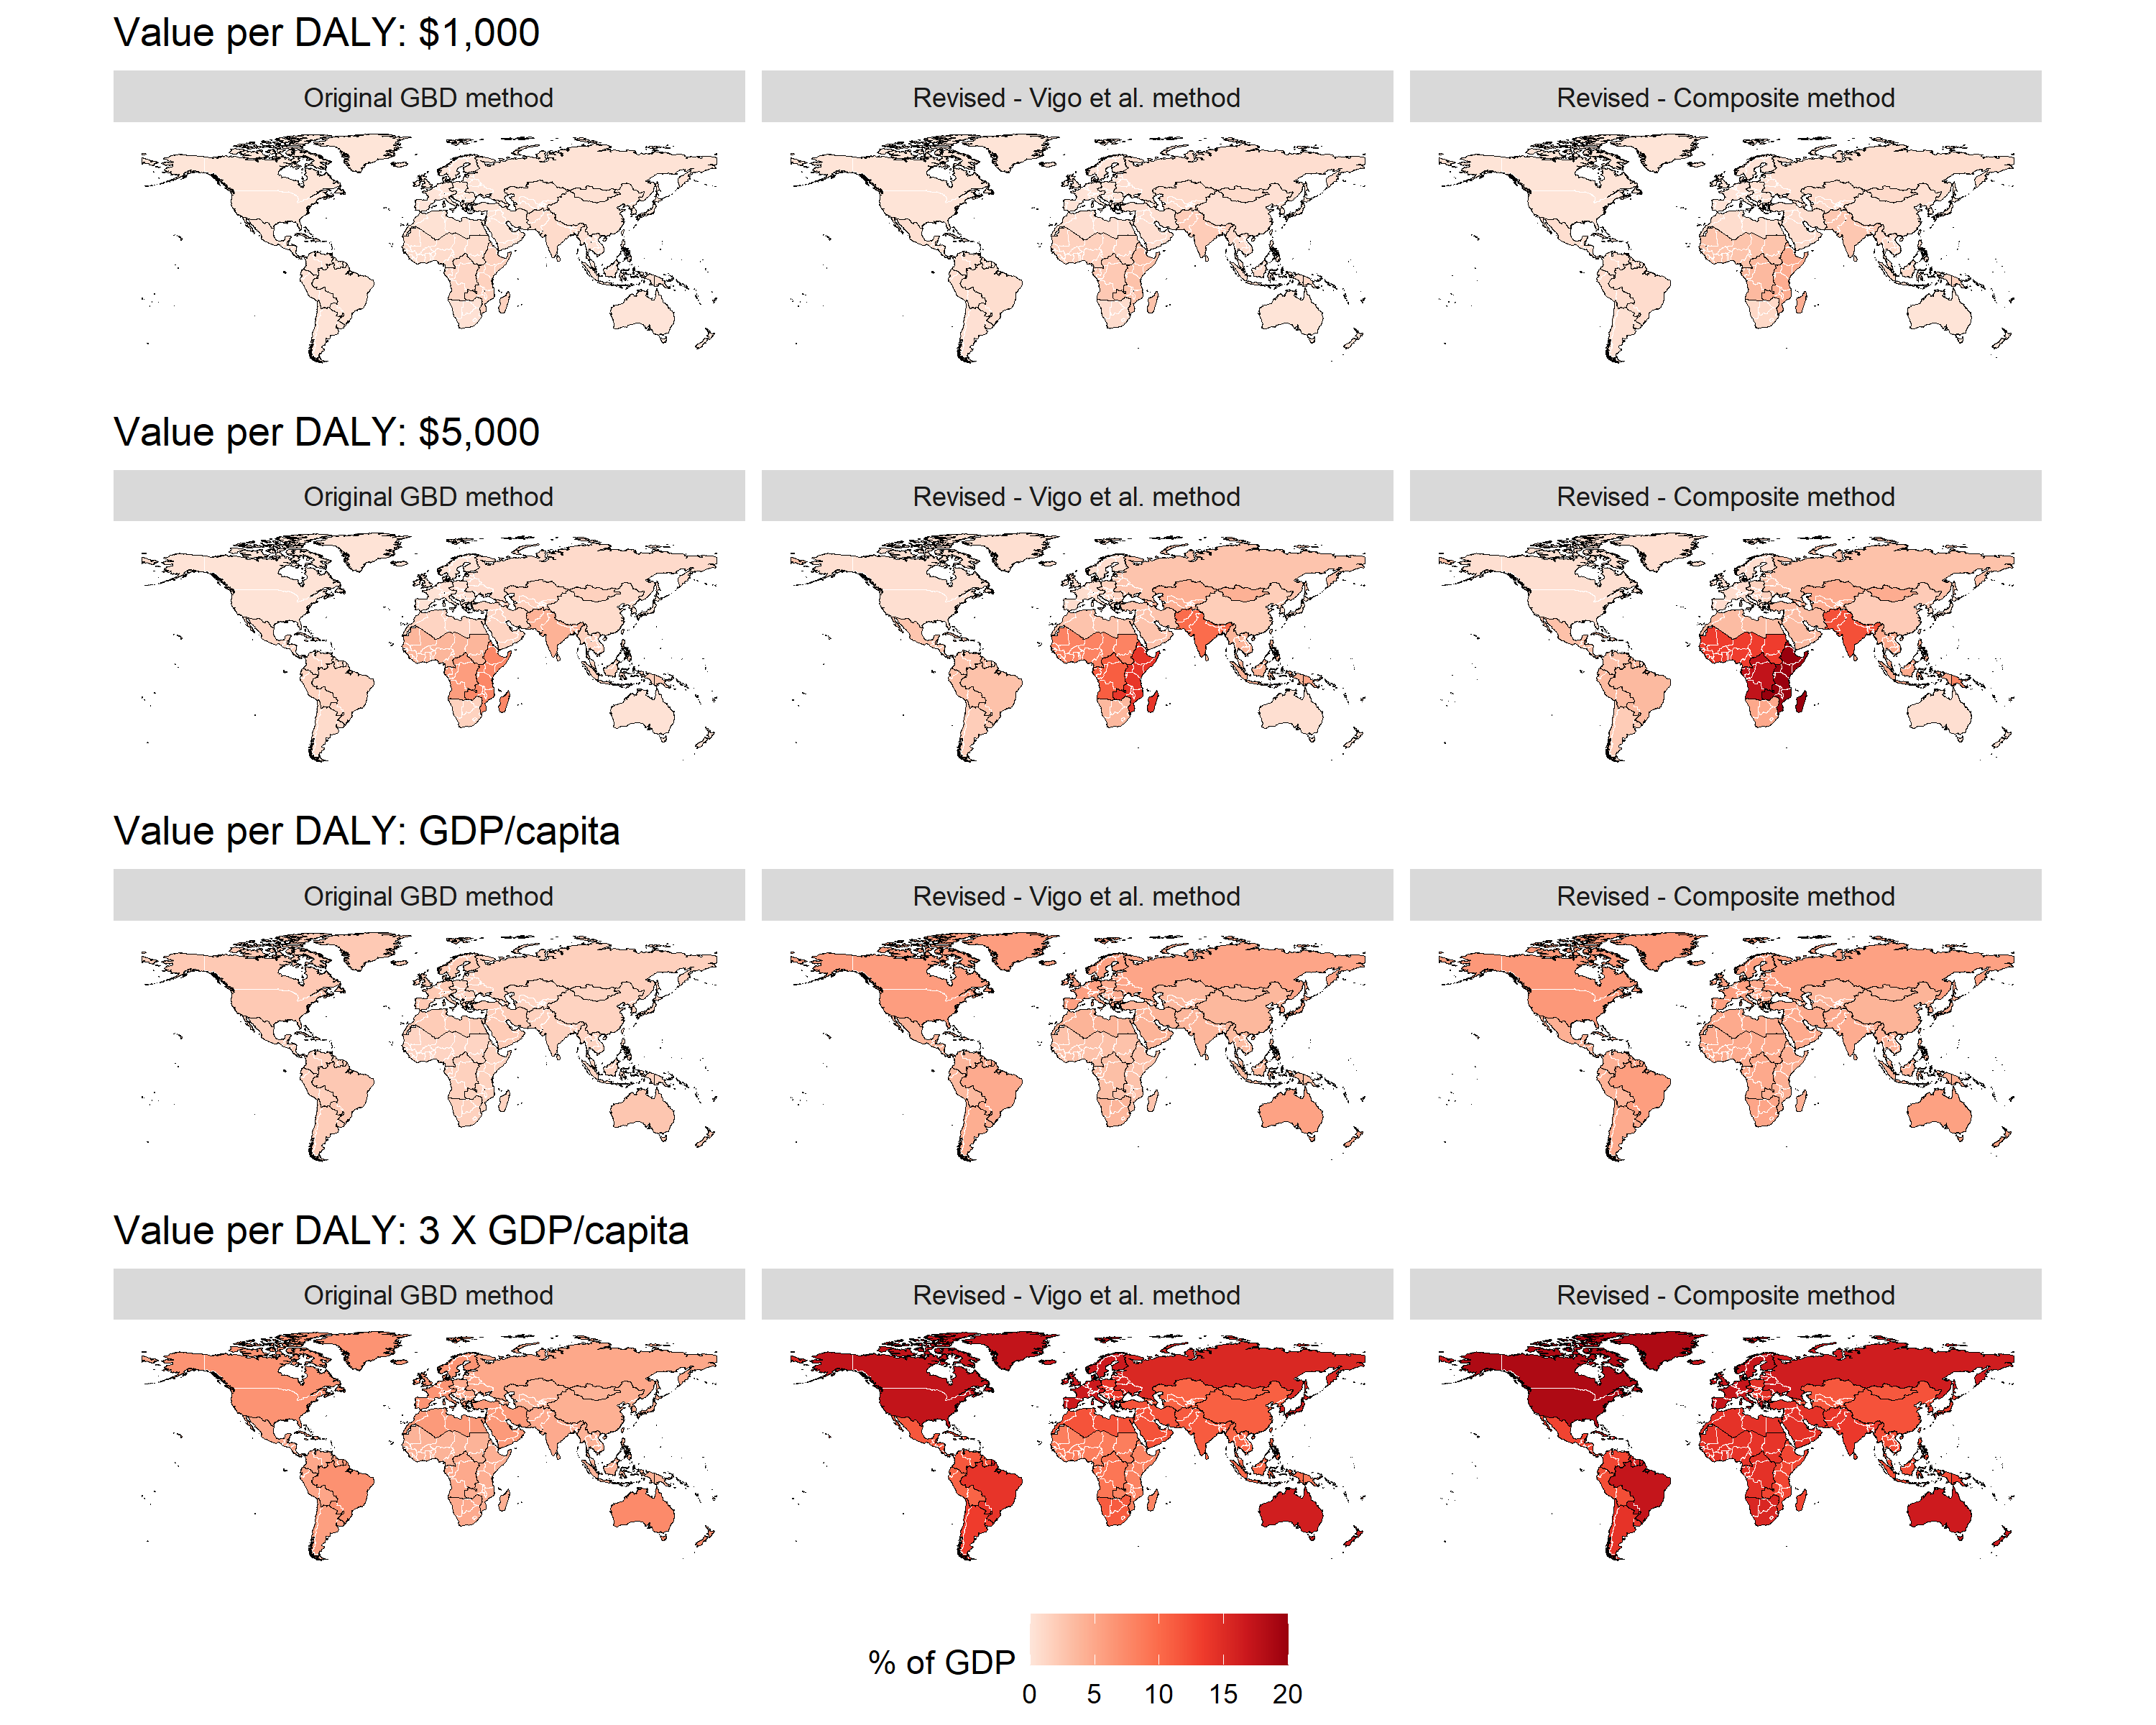 Value per DALY: $1,000
Original GBD method
Revised - Vigo et al. method
Revised - Composite method
Value per DALY: $5,000
Original GBD method
Revised - Vigo et al. method
Revised - Composite method
Value per DALY: GDP/capita
Original GBD method
Revised - Vigo et al. method
Revised - Composite method
Value per DALY: 3 X GDP/capita
Original GBD method
Revised - Vigo et al. method
Revised - Composite method
% of GDP
0 5 10 15 20